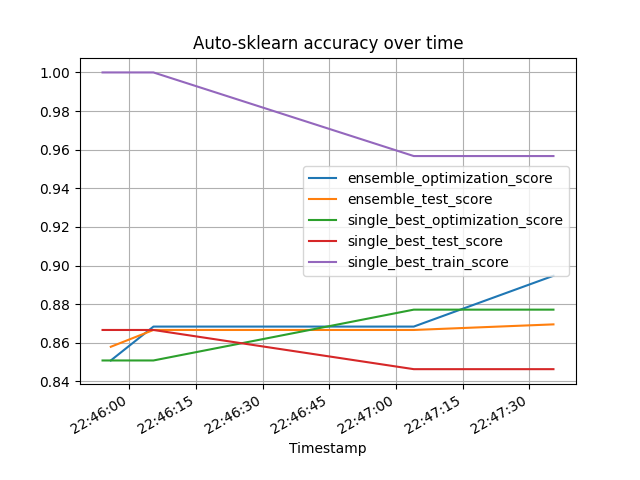 Auto-sklearn accuracy over time
1.00
0.98
0.96
0.94
0.92
0.90
0.88
0.86
0.84
ensemble_optimization_score
ensemble_test_score
single_best_optimization_score
single_best_test_score
single_best_train_score
22:46:00
22:46:15
22:46:30
22:46:45
22:47:00
22:47:15
22:47:30
Timestamp